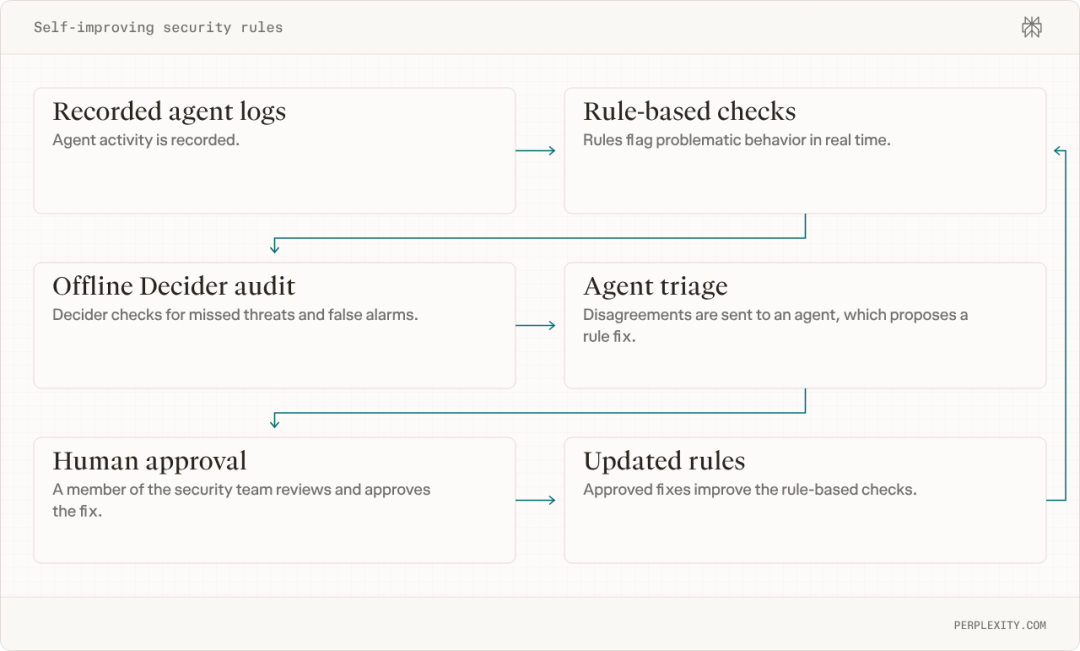 Self-improving security rules
Recorded agent logs
Agent activity is recorded.
Rule-based checks
Rules flag problematic behavior in real time.
Offline Decider audit
Decider checks for missed threats and false alarms.
Agent triage
Disagreements are sent to an agent, which proposes a
rule fix.
Human approval
A member of the security team reviews and approves
the fix.
Updated rules
Approved fixes improve the rule-based checks.
PERPLEXITY.COM